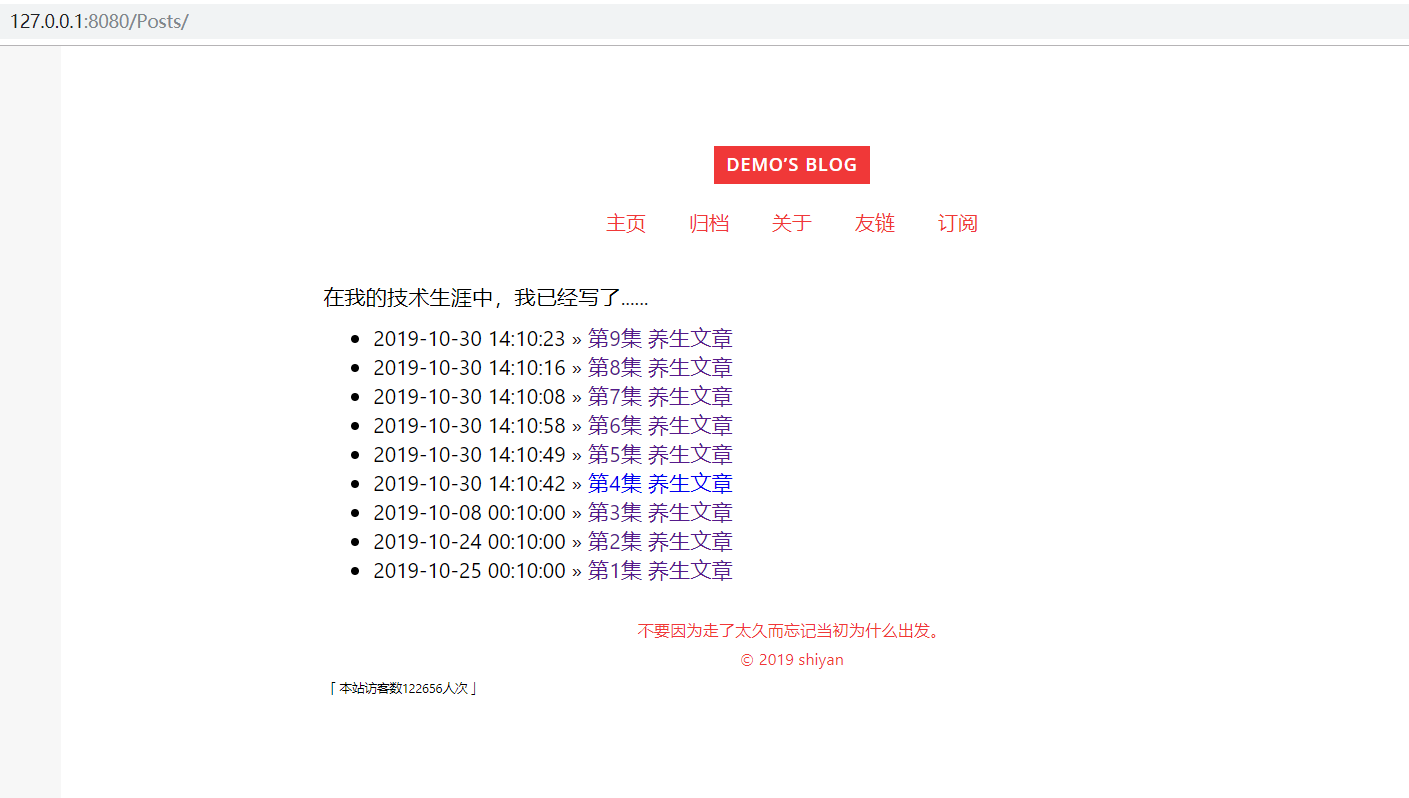 127.0.0.1:8080/Posts/
DEMO’S BLOG
主页 归档 关于 友链 订阅
在我的技术生涯中，我已经写了......
2019-10-30 14:10:23 » 第9集 养生文章
2019-10-30 14:10:16 » 第8集 养生文章
2019-10-30 14:10:08 » 第7集 养生文章
2019-10-30 14:10:58 » 第6集 养生文章
2019-10-30 14:10:49 » 第5集 养生文章
2019-10-30 14:10:42 » 第4集 养生文章
2019-10-08 00:10:00 » 第3集 养生文章
2019-10-24 00:10:00 » 第2集 养生文章
2019-10-25 00:10:00 » 第1集 养生文章
不要因为走了太久而忘记当初为什么出发。
© 2019 shiyan
「 本站访客数122656人次 」